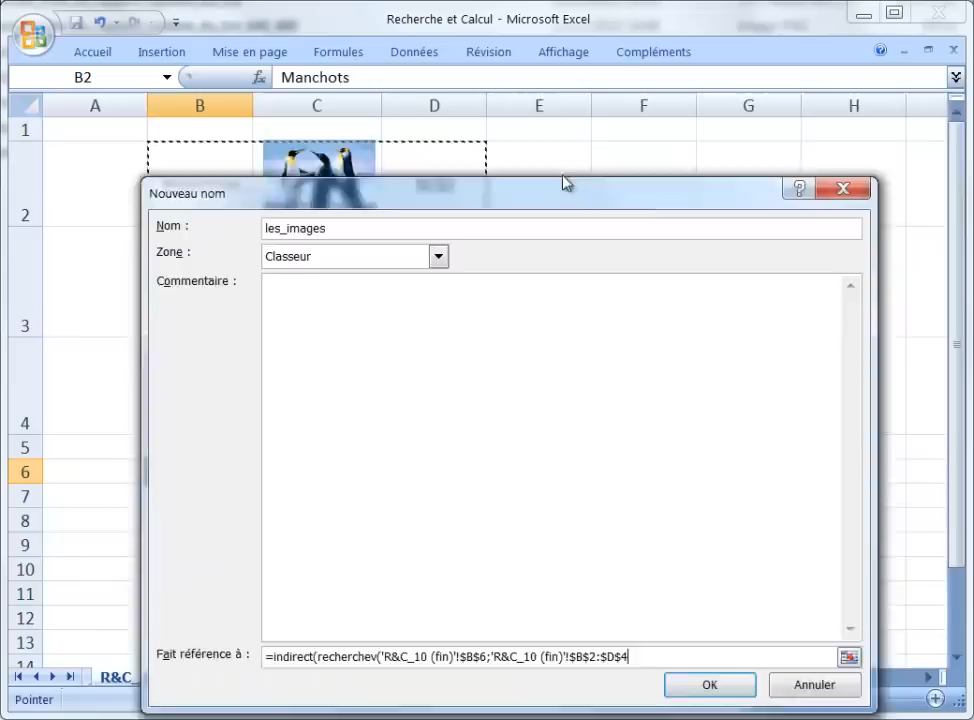 Recherche et Calcul - Microsoft Excel
Accueil Insertion Mise en page Formules Données Révision Affichage Compléments
B2 fx Manchots
A B C D E F G H
1
2
3
4
5
6
7
8
9
10
11
12
13
14
Nouveau nom
Nom : les_images
Zone : Classeur
Commentaire :
Fait référence à : =indirect(recherchev('R&C_10 (fin)'!$B$6;'R&C_10 (fin)'!$B$2:$D$4
OK Annuler
R&C_
Pointer